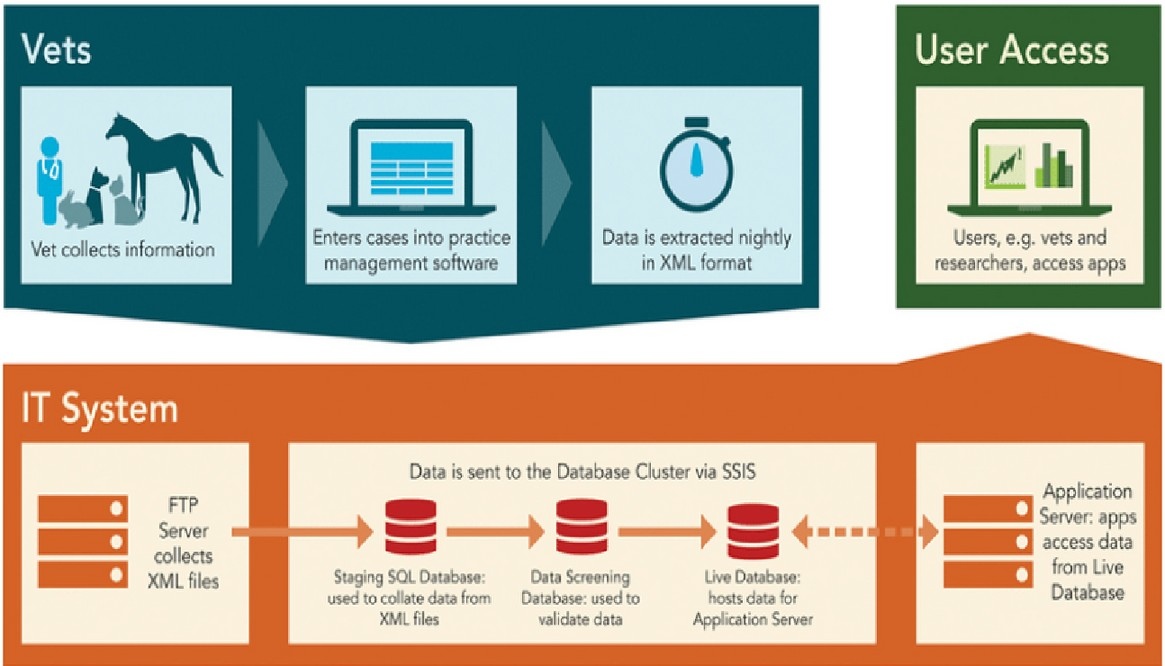 Vets
Vet collects information
Enters cases into practice
management software
Data is extracted nightly
in XML format
User Access
Users, e.g. vets and
researchers, access apps
IT System
FTP
Server
collects
XML files
Data is sent to the Database Cluster via SSIS
Staging SQL Database:
used to collate data from
XML files
Data Screening
Database: used to
validate data
Live Database:
hosts data for
Application Server
Application
Server: apps
access data
from Live
Database